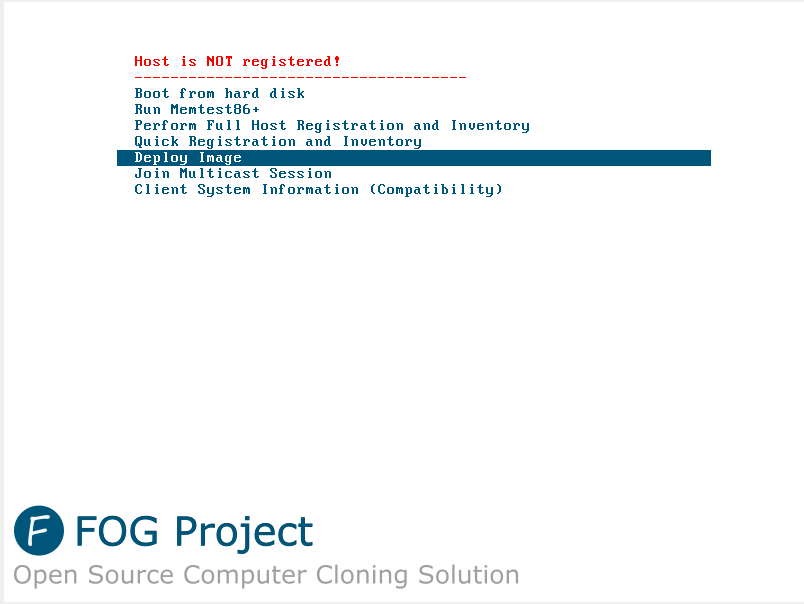 Host is NOT registered!
-------------------------------------
Boot from hard disk
Run Memtest86+
Perform Full Host Registration and Inventory
Quick Registration and Inventory
Deploy Image
Join Multicast Session
Client System Information (Compatibility)
F FOG Project
Open Source Computer Cloning Solution